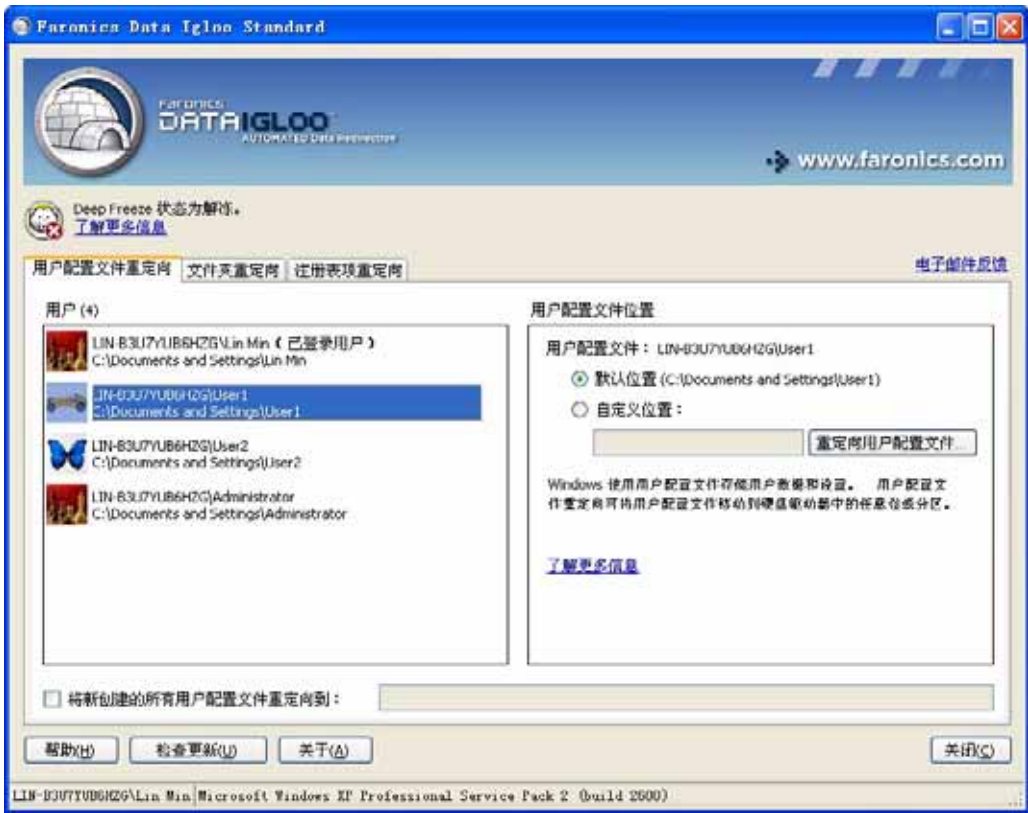 Faronics Data Igloo Standard
Faronics
DATA IGLOO
AUTOMATED Data Redirection
www.faronics.com
Deep Freeze 状态为解冻。
了解更多信息
用户配置文件重定向 文件夹重定向 注册表项重定向
电子邮件反馈
用户 (4)
LIN-B3U7YUB6HZG\Lin Min ( 已登录用户 )
C:\Documents and Settings\Lin Min
LIN-B3U7YUB6HZG\User1
C:\Documents and Settings\User1
LIN-B3U7YUB6HZG\User2
C:\Documents and Settings\User2
LIN-B3U7YUB6HZG\Administrator
C:\Documents and Settings\Administrator
用户配置文件位置
用户配置文件：LIN-B3U7YUB6HZG\User1
默认位置 (C:\Documents and Settings\User1)
自定义位置：
重定向用户配置文件...
Windows 使用用户配置文件存储用户数据和设置。 用户配置文
件重定向可将用户配置文件移动到硬盘驱动器中的任意卷或分区。
了解更多信息
将新创建的所有用户配置文件重定向到：
帮助(H) 检查更新(U) 关于(A) 关闭(C)
LIN-B3U7YUB6HZG\Lin Min Microsoft Windows XP Professional Service Pack 2 (build 2600)